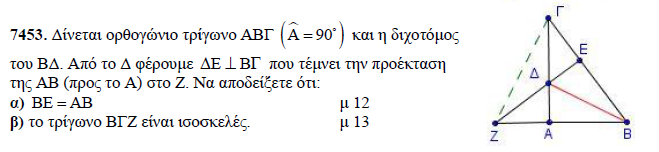 7453. Δίνεται ορθογώνιο τρίγωνο ΑΒΓ (Α̂ = 90°) και η διχοτόμος
του ΒΔ. Από το Δ φέρουμε ΔΕ ⊥ ΒΓ που τέμνει την προέκταση
της ΑΒ (προς το Α) στο Ζ. Να αποδείξετε ότι:
α) ΒΕ = ΑΒ μ 12
β) το τρίγωνο ΒΓΖ είναι ισοσκελές. μ 13
Γ
Ε
Δ
Ζ Α Β